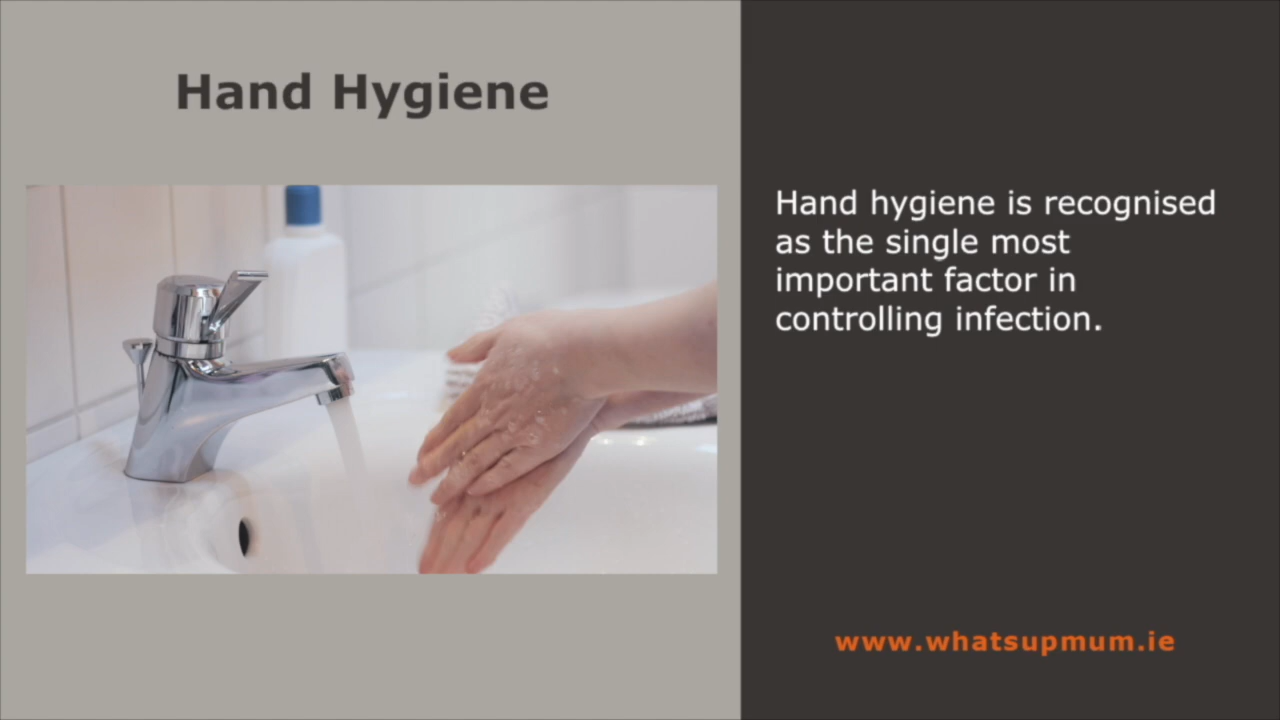 Hand Hygiene
Hand hygiene is recognised
as the single most
important factor in
controlling infection.
www.whatsupmum.ie